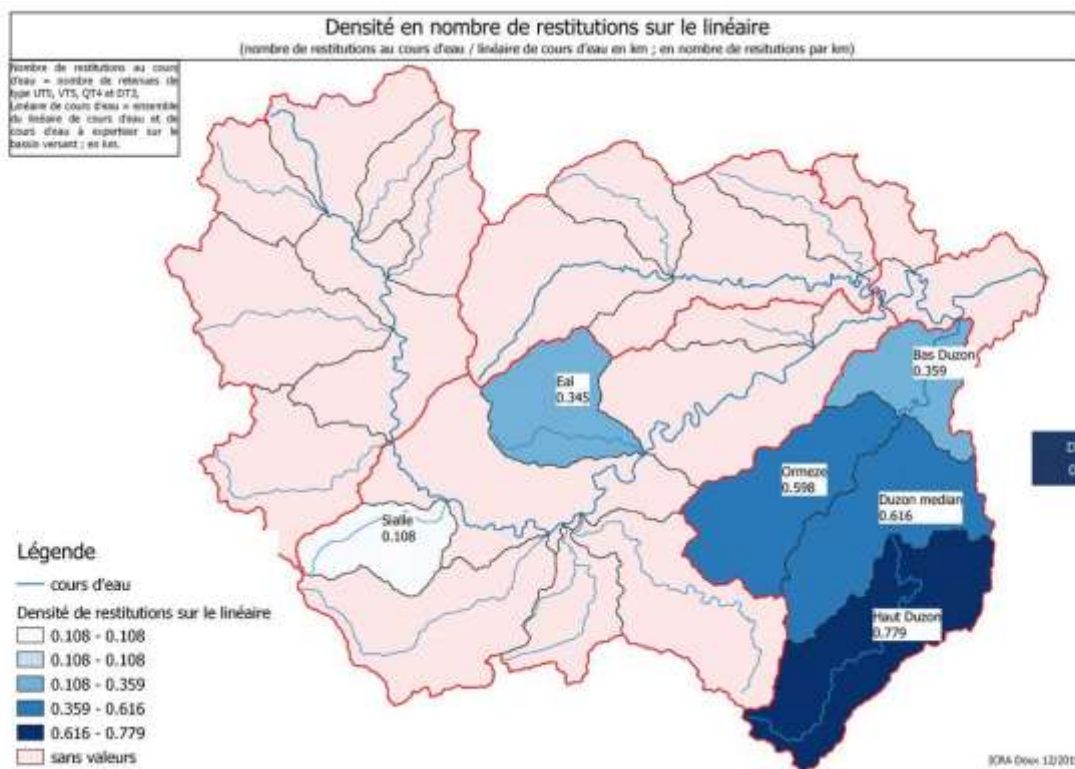 Densité en nombre de restitutions sur le linéaire
(nombre de restitutions au cours d'eau / linéaire de cours d'eau en km ; en nombre de resitutions par km)
Nombre de restitutions au cours
d'eau = nombre de retenues de
type UT5, VT5, QT4 et DT3,
Linéaire de cours d'eau = ensemble
du linéaire de cours d'eau et de
cours d'eau à expertiser sur le
bassin versant ; en km.
Bas Duzon
0.359
Eal
0.345
D
0
Ormeze
0.598
Duzon median
0.616
Sialle
0.108
Haut Duzon
0.779
Légende
cours d'eau
Densité de restitutions sur le linéaire
0.108 - 0.108
0.108 - 0.108
0.108 - 0.359
0.359 - 0.616
0.616 - 0.779
sans valeurs
Doux